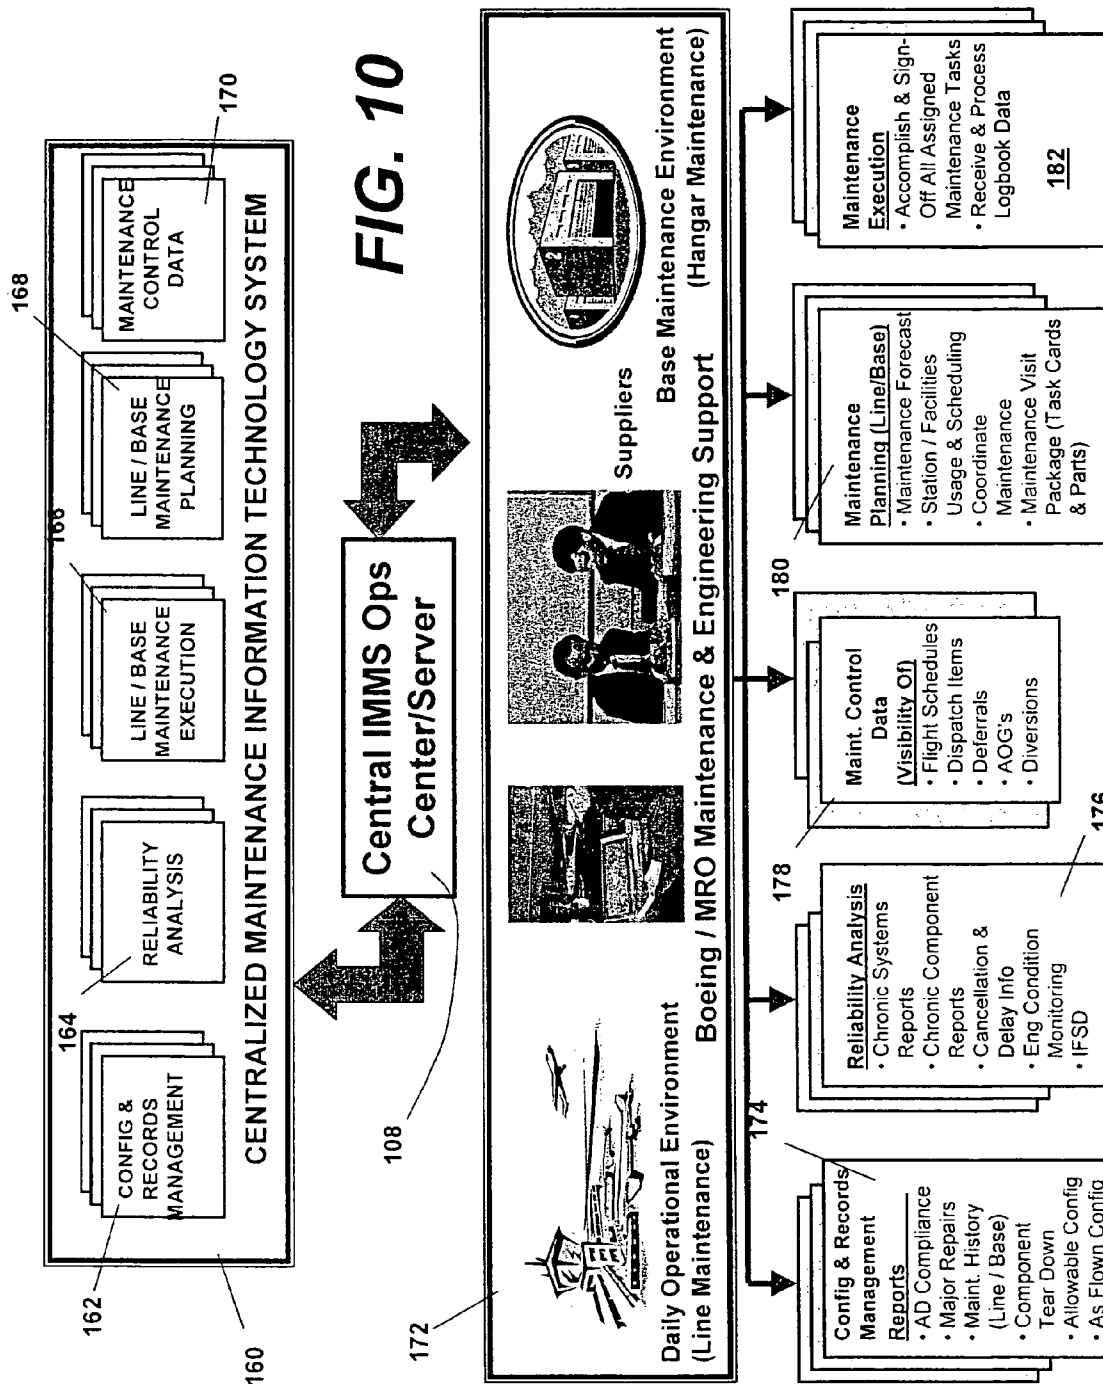 162
CONFIG &
RECORDS
MANAGEMENT
164
RELIABILITY
ANALYSIS
166
LINE / BASE
MAINTENANCE
EXECUTION
168
LINE / BASE
MAINTENANCE
PLANNING
170
MAINTENANCE
CONTROL
DATA
160
CENTRALIZED MAINTENANCE INFORMATION TECHNOLOGY SYSTEM
108
Central IMMS Ops
Center/Server
FIG. 10
172
Daily Operational Environment
(Line Maintenance)
Suppliers
2
Base Maintenance Environment
(Hangar Maintenance)
Boeing / MRO Maintenance & Engineering Support
174
Config & Records
Management
Reports
• AD Compliance
• Major Repairs
• Maint. History
(Line / Base)
• Component
Tear Down
• Allowable Config
• As Flown Config
176
Reliability Analysis
• Chronic Systems
Reports
• Chronic Component
Reports
• Cancellation &
Delay Info
• Eng Condition
Monitoring
• IFSD
178
Maint. Control
Data
(Visibility Of)
• Flight Schedules
• Dispatch Items
• Deferrals
• AOG's
• Diversions
180
Maintenance
Planning (Line/Base)
• Maintenance Forecast
• Station / Facilities
Usage & Scheduling
• Coordinate
Maintenance
• Maintenance Visit
Package (Task Cards
& Parts)
Maintenance
Execution
• Accomplish & Sign-
Off All Assigned
Maintenance Tasks
• Receive & Process
Logbook Data
182